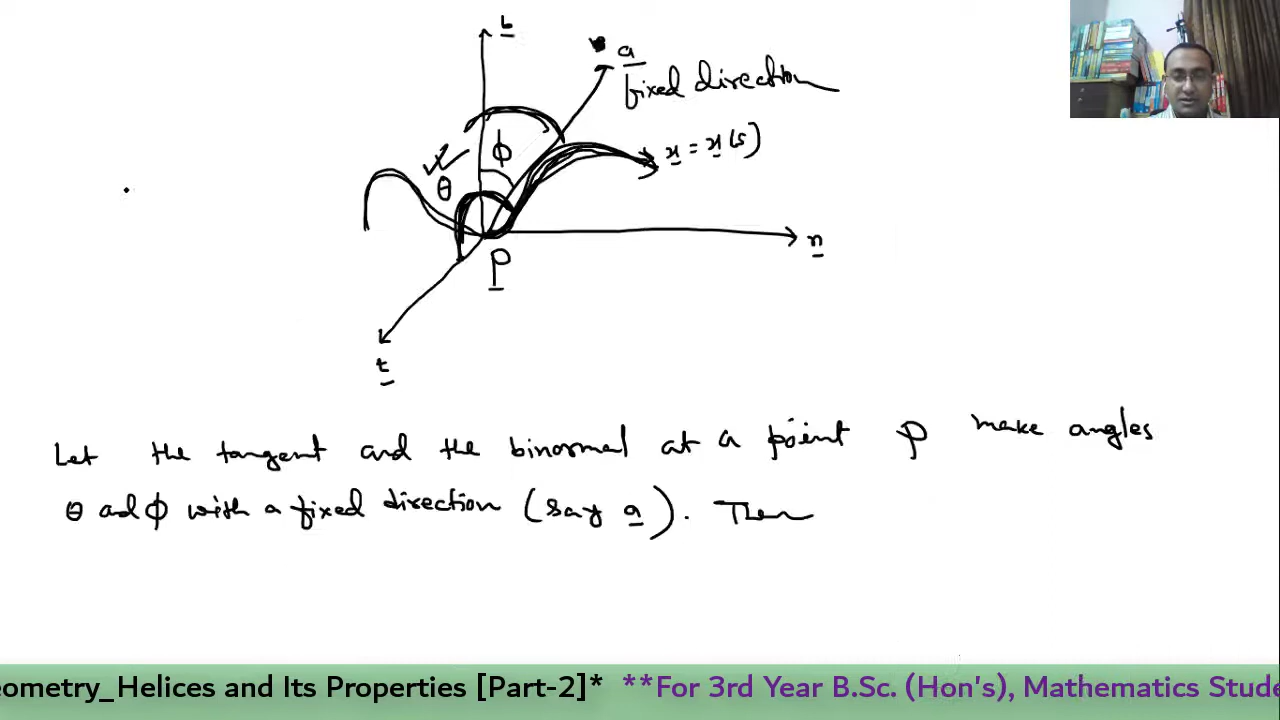 b
a
fixed direction
x = x(s)
ϕ
θ
n
P
t
Let the tangent and the binormal at a point P make angles
θ and ϕ with a fixed direction (say a). Then
eometry_Helices and Its Properties [Part-2]* **For 3rd Year B.Sc. (Hon's), Mathematics Stude